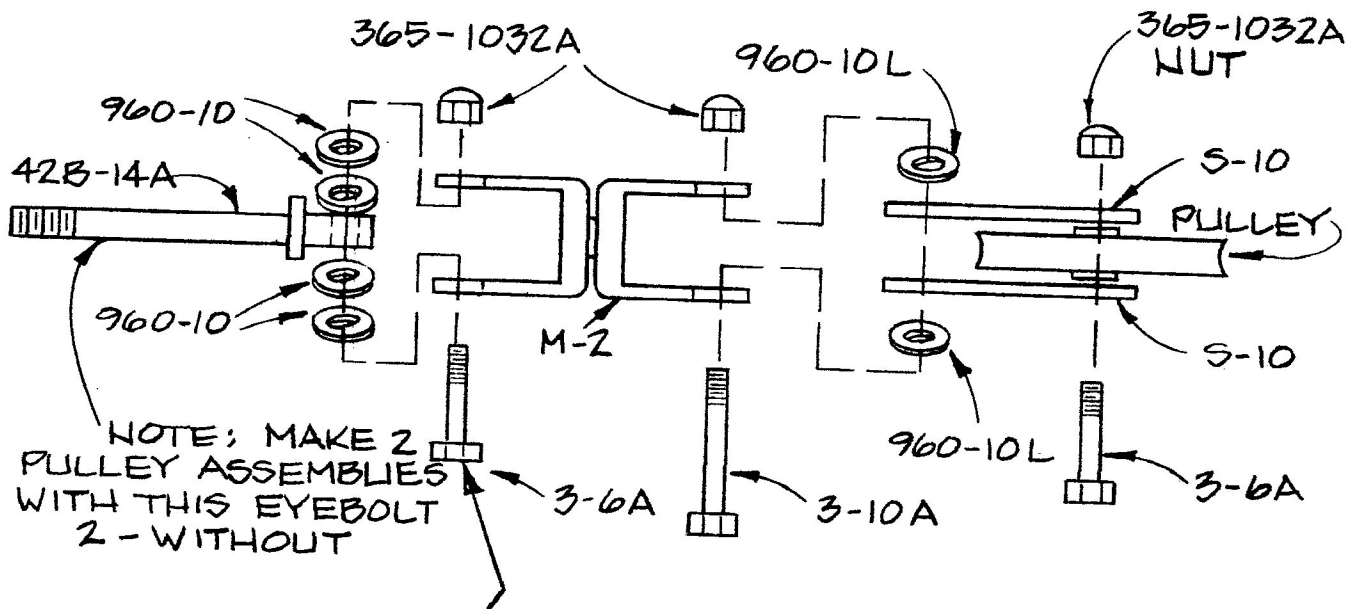 365-1032A
960-10L
365-1032A
NUT
960-10
S-10
42B-14A
PULLEY
960-10
M-2
S-10
960-10L
NOTE: MAKE 2
PULLEY ASSEMBLIES
WITH THIS EYEBOLT
2 - WITHOUT
3-6A
3-10A
3-6A